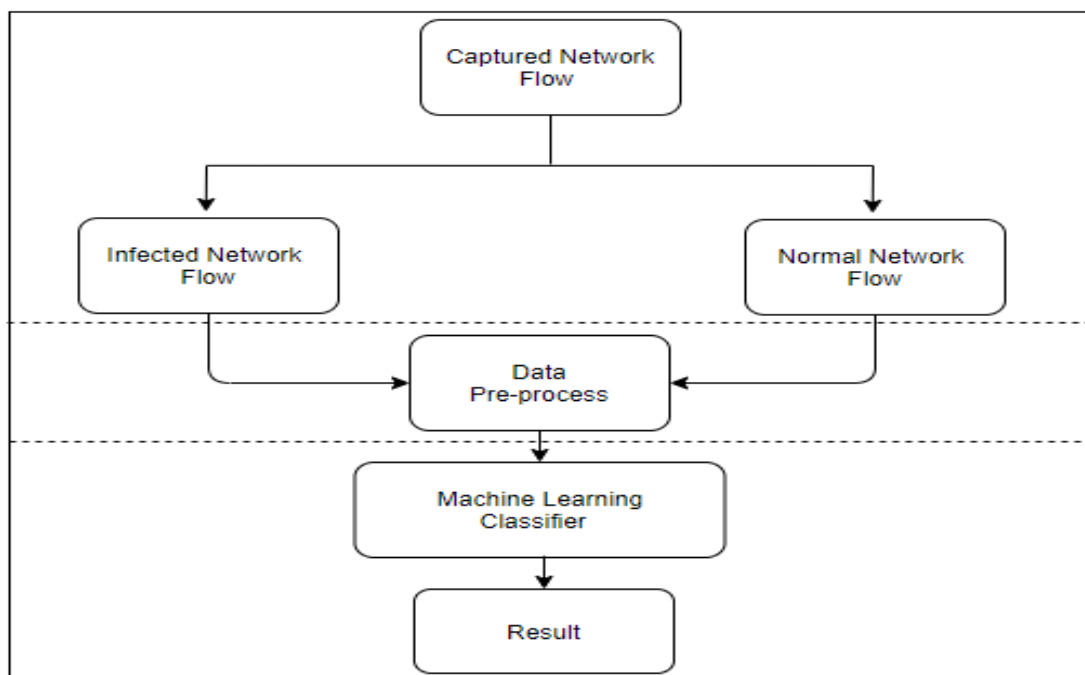 Captured Network
Flow
Infected Network
Flow
Normal Network
Flow
Data
Pre-process
Machine Learning
Classifier
Result